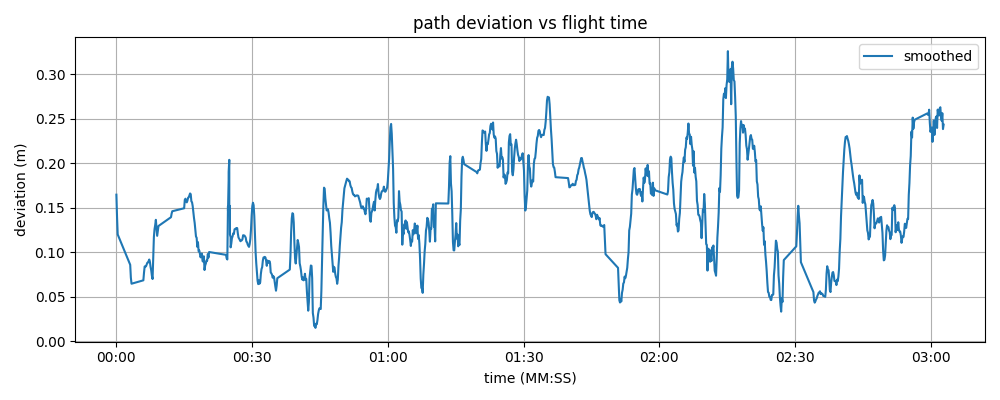 path deviation vs flight time
smoothed
deviation (m)
0.30
0.25
0.20
0.15
0.10
0.05
0.00
00:00 00:30 01:00 01:30 02:00 02:30 03:00
time (MM:SS)